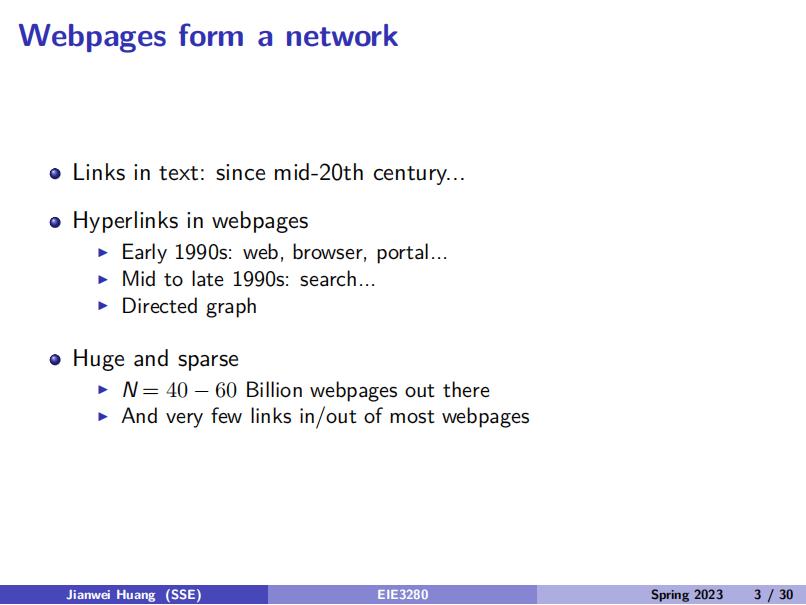 Webpages form a network
Links in text: since mid-20th century...
Hyperlinks in webpages
Early 1990s: web, browser, portal...
Mid to late 1990s: search...
Directed graph
Huge and sparse
N = 40 − 60 Billion webpages out there
And very few links in/out of most webpages
Jianwei Huang (SSE) EIE3280 Spring 2023 3 / 30